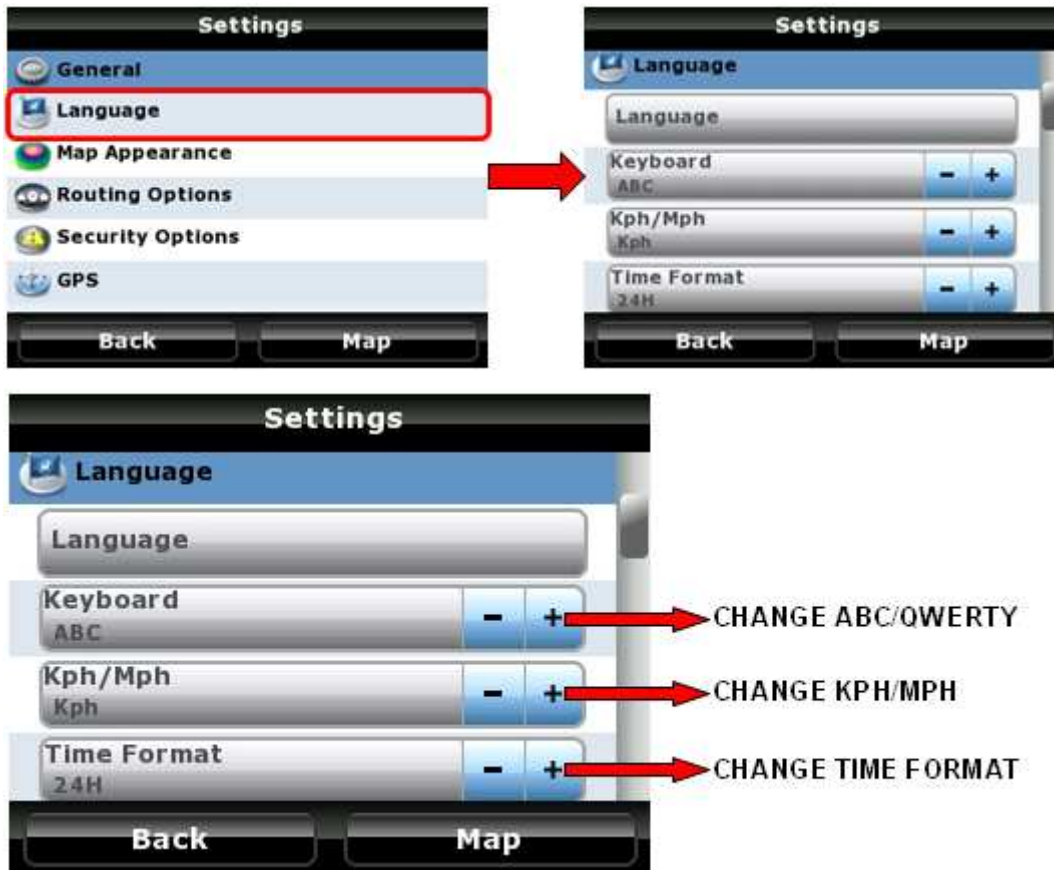 Settings
General
Language
Map Appearance
Routing Options
Security Options
GPS
Back Map
Settings
Language
Language
Keyboard
ABC
- +
Kph/Mph
Kph
- +
Time Format
24H
- +
Back Map
Settings
Language
Language
Keyboard
ABC
- +
CHANGE ABC/QWERTY
Kph/Mph
Kph
- +
CHANGE KPH/MPH
Time Format
24H
- +
CHANGE TIME FORMAT
Back Map